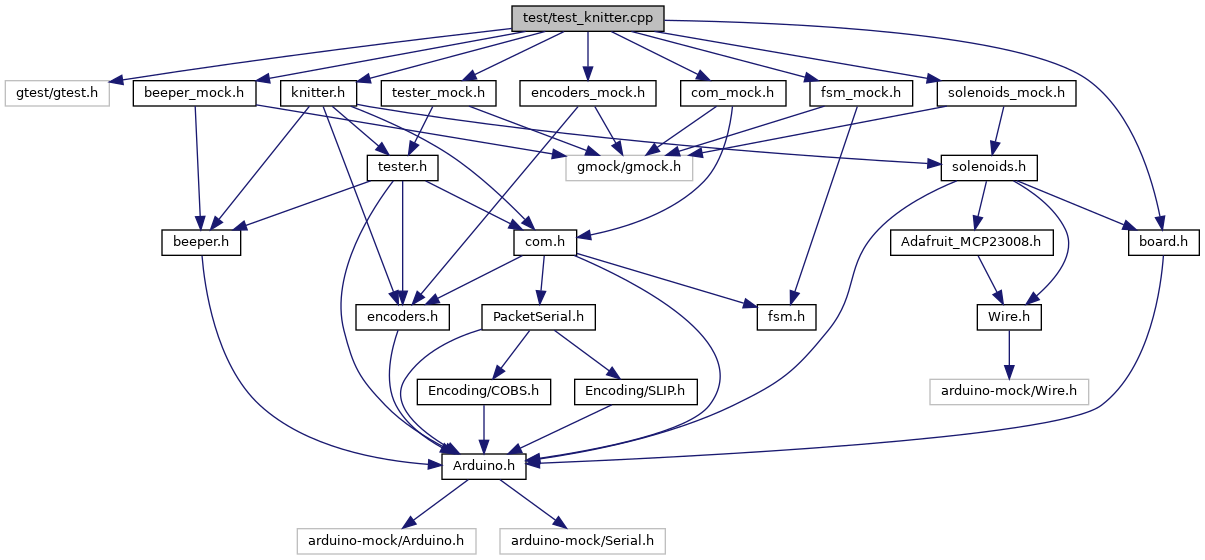 test/test_knitter.cpp
gtest/gtest.h
beeper_mock.h
knitter.h
tester_mock.h
encoders_mock.h
com_mock.h
fsm_mock.h
solenoids_mock.h
tester.h
gmock/gmock.h
solenoids.h
beeper.h
com.h
Adafruit_MCP23008.h
board.h
encoders.h
PacketSerial.h
fsm.h
Wire.h
Encoding/COBS.h
Encoding/SLIP.h
arduino-mock/Wire.h
Arduino.h
arduino-mock/Arduino.h
arduino-mock/Serial.h